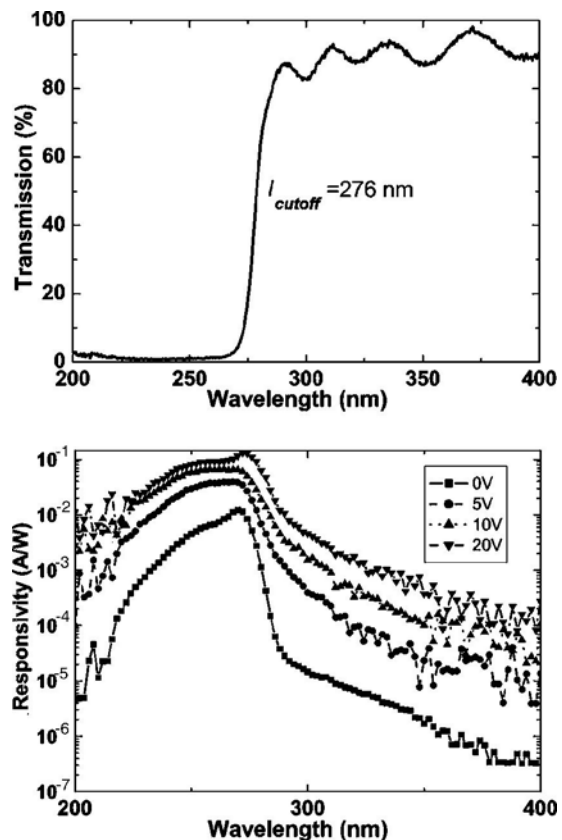 100
80
60
40
20
0
Transmission (%)
l cutoff =276 nm
200 250 300 350 400
Wavelength (nm)
10⁻¹
10⁻²
10⁻³
10⁻⁴
10⁻⁵
10⁻⁶
10⁻⁷
Responsivity (A/W)
0V
5V
10V
20V
200 300 400
Wavelength (nm)